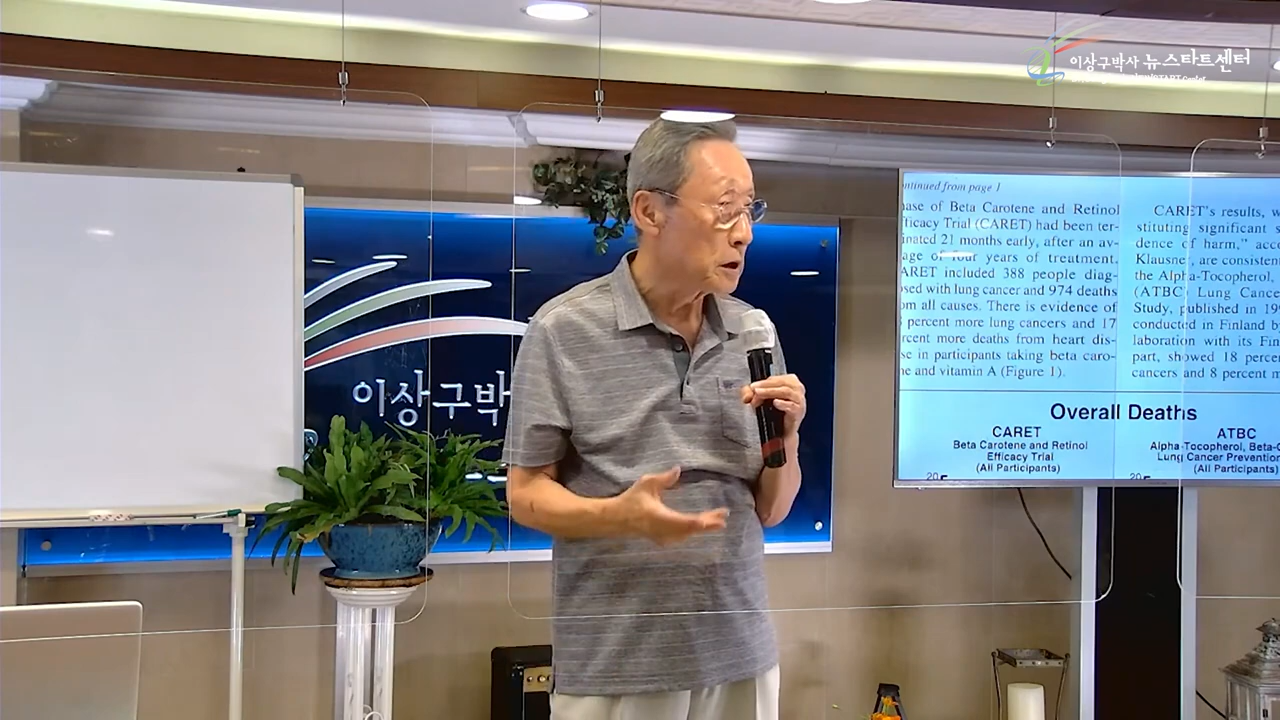 이상구박사 뉴스타트센터
이상구박
ntinued from page 1
ase of Beta Carotene and Retinol
fficacy Trial (CARET) had been ter-
inated 21 months early, after an av-
age of four years of treatment.
ARET included 388 people diag-
sed with lung cancer and 974 deaths
om all causes. There is evidence of
percent more lung cancers and 17
rcent more deaths from heart dis-
se in participants taking beta caro-
ne and vitamin A (Figure 1).
CARET's results, w
stituting significant s
dence of harm," acco
Klausner, are consistent
the Alpha-Tocopherol,
(ATBC) Lung Cance
Study, published in 19
conducted in Finland b
laboration with its Fin
part, showed 18 percen
cancers and 8 percent m
Overall Deaths
CARET
Beta Carotene and Retinol
Efficacy Trial
(All Participants)
20
ATBC
Alpha-Tocopherol, Beta-C
Lung Cancer Prevention
(All Participants)
20